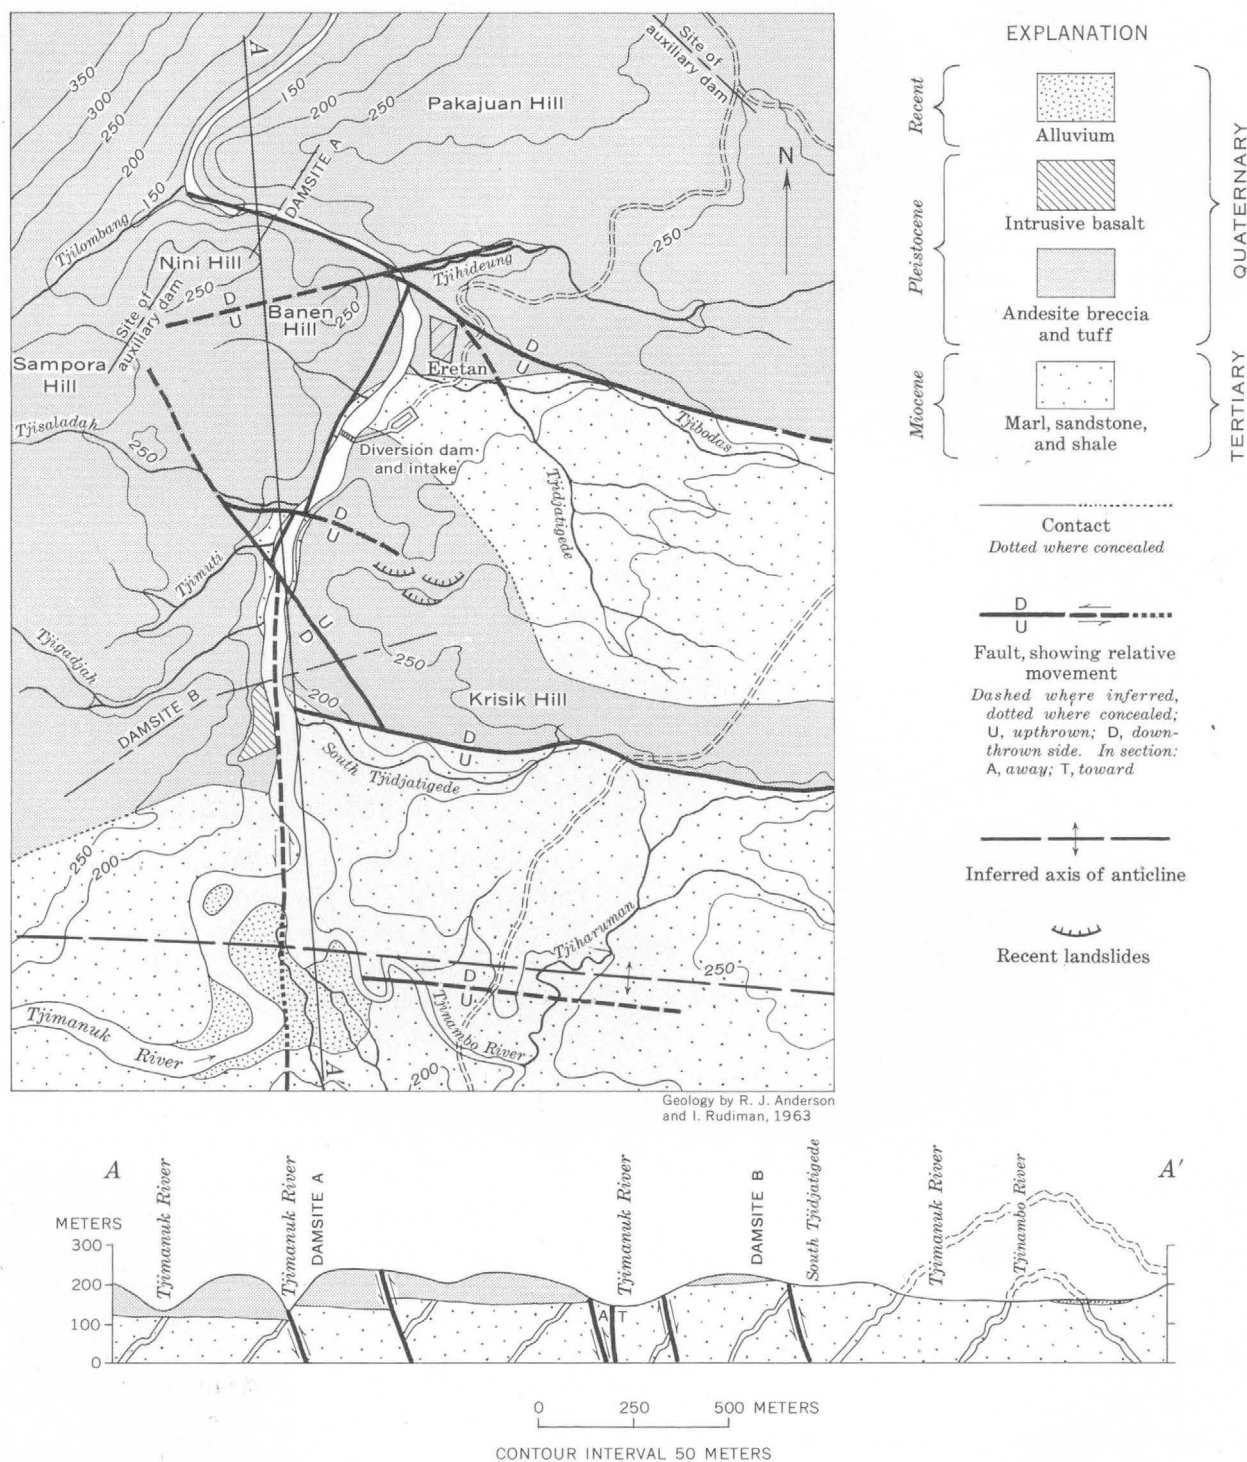 A
350
300
250
200
150
150
200
250
Pakajuan Hill
Site of
auxiliary dam
N
DAMSITE A
Tjilombang
150
Nini Hill
250
D
U
Site of
auxiliary dam
Banen
Hill
250
Tjihideung
250
Sampora
Hill
Eretan
D
U
Tjisaladah
250
Tjibodas
Diversion dam
and intake
Tjidjatigede
D
U
Tjimuti
U
D
Tjigadjah
250
DAMSITE B
200
Krisik Hill
D
U
South Tjidjatigede
250
200
Tjiharuman
D
U
250
Tjimanuk
River
Tjinambo River
200
A'
Geology by R. J. Anderson
and I. Rudiman, 1963
EXPLANATION
Recent
Alluvium
Pleistocene
Intrusive basalt
Andesite breccia
and tuff
QUATERNARY
Miocene
Marl, sandstone,
and shale
TERTIARY
Contact
Dotted where concealed
D
U
Fault, showing relative
movement
Dashed where inferred,
dotted where concealed;
U, upthrown; D, down-
thrown side. In section:
A, away; T, toward
Inferred axis of anticline
Recent landslides
A
Tjimanuk River
Tjimanuk River
DAMSITE A
Tjimanuk River
DAMSITE B
South Tjidjatigede
Tjimanuk River
Tjinambo River
A'
METERS
300
200
100
0
A T
0 250 500 METERS
CONTOUR INTERVAL 50 METERS